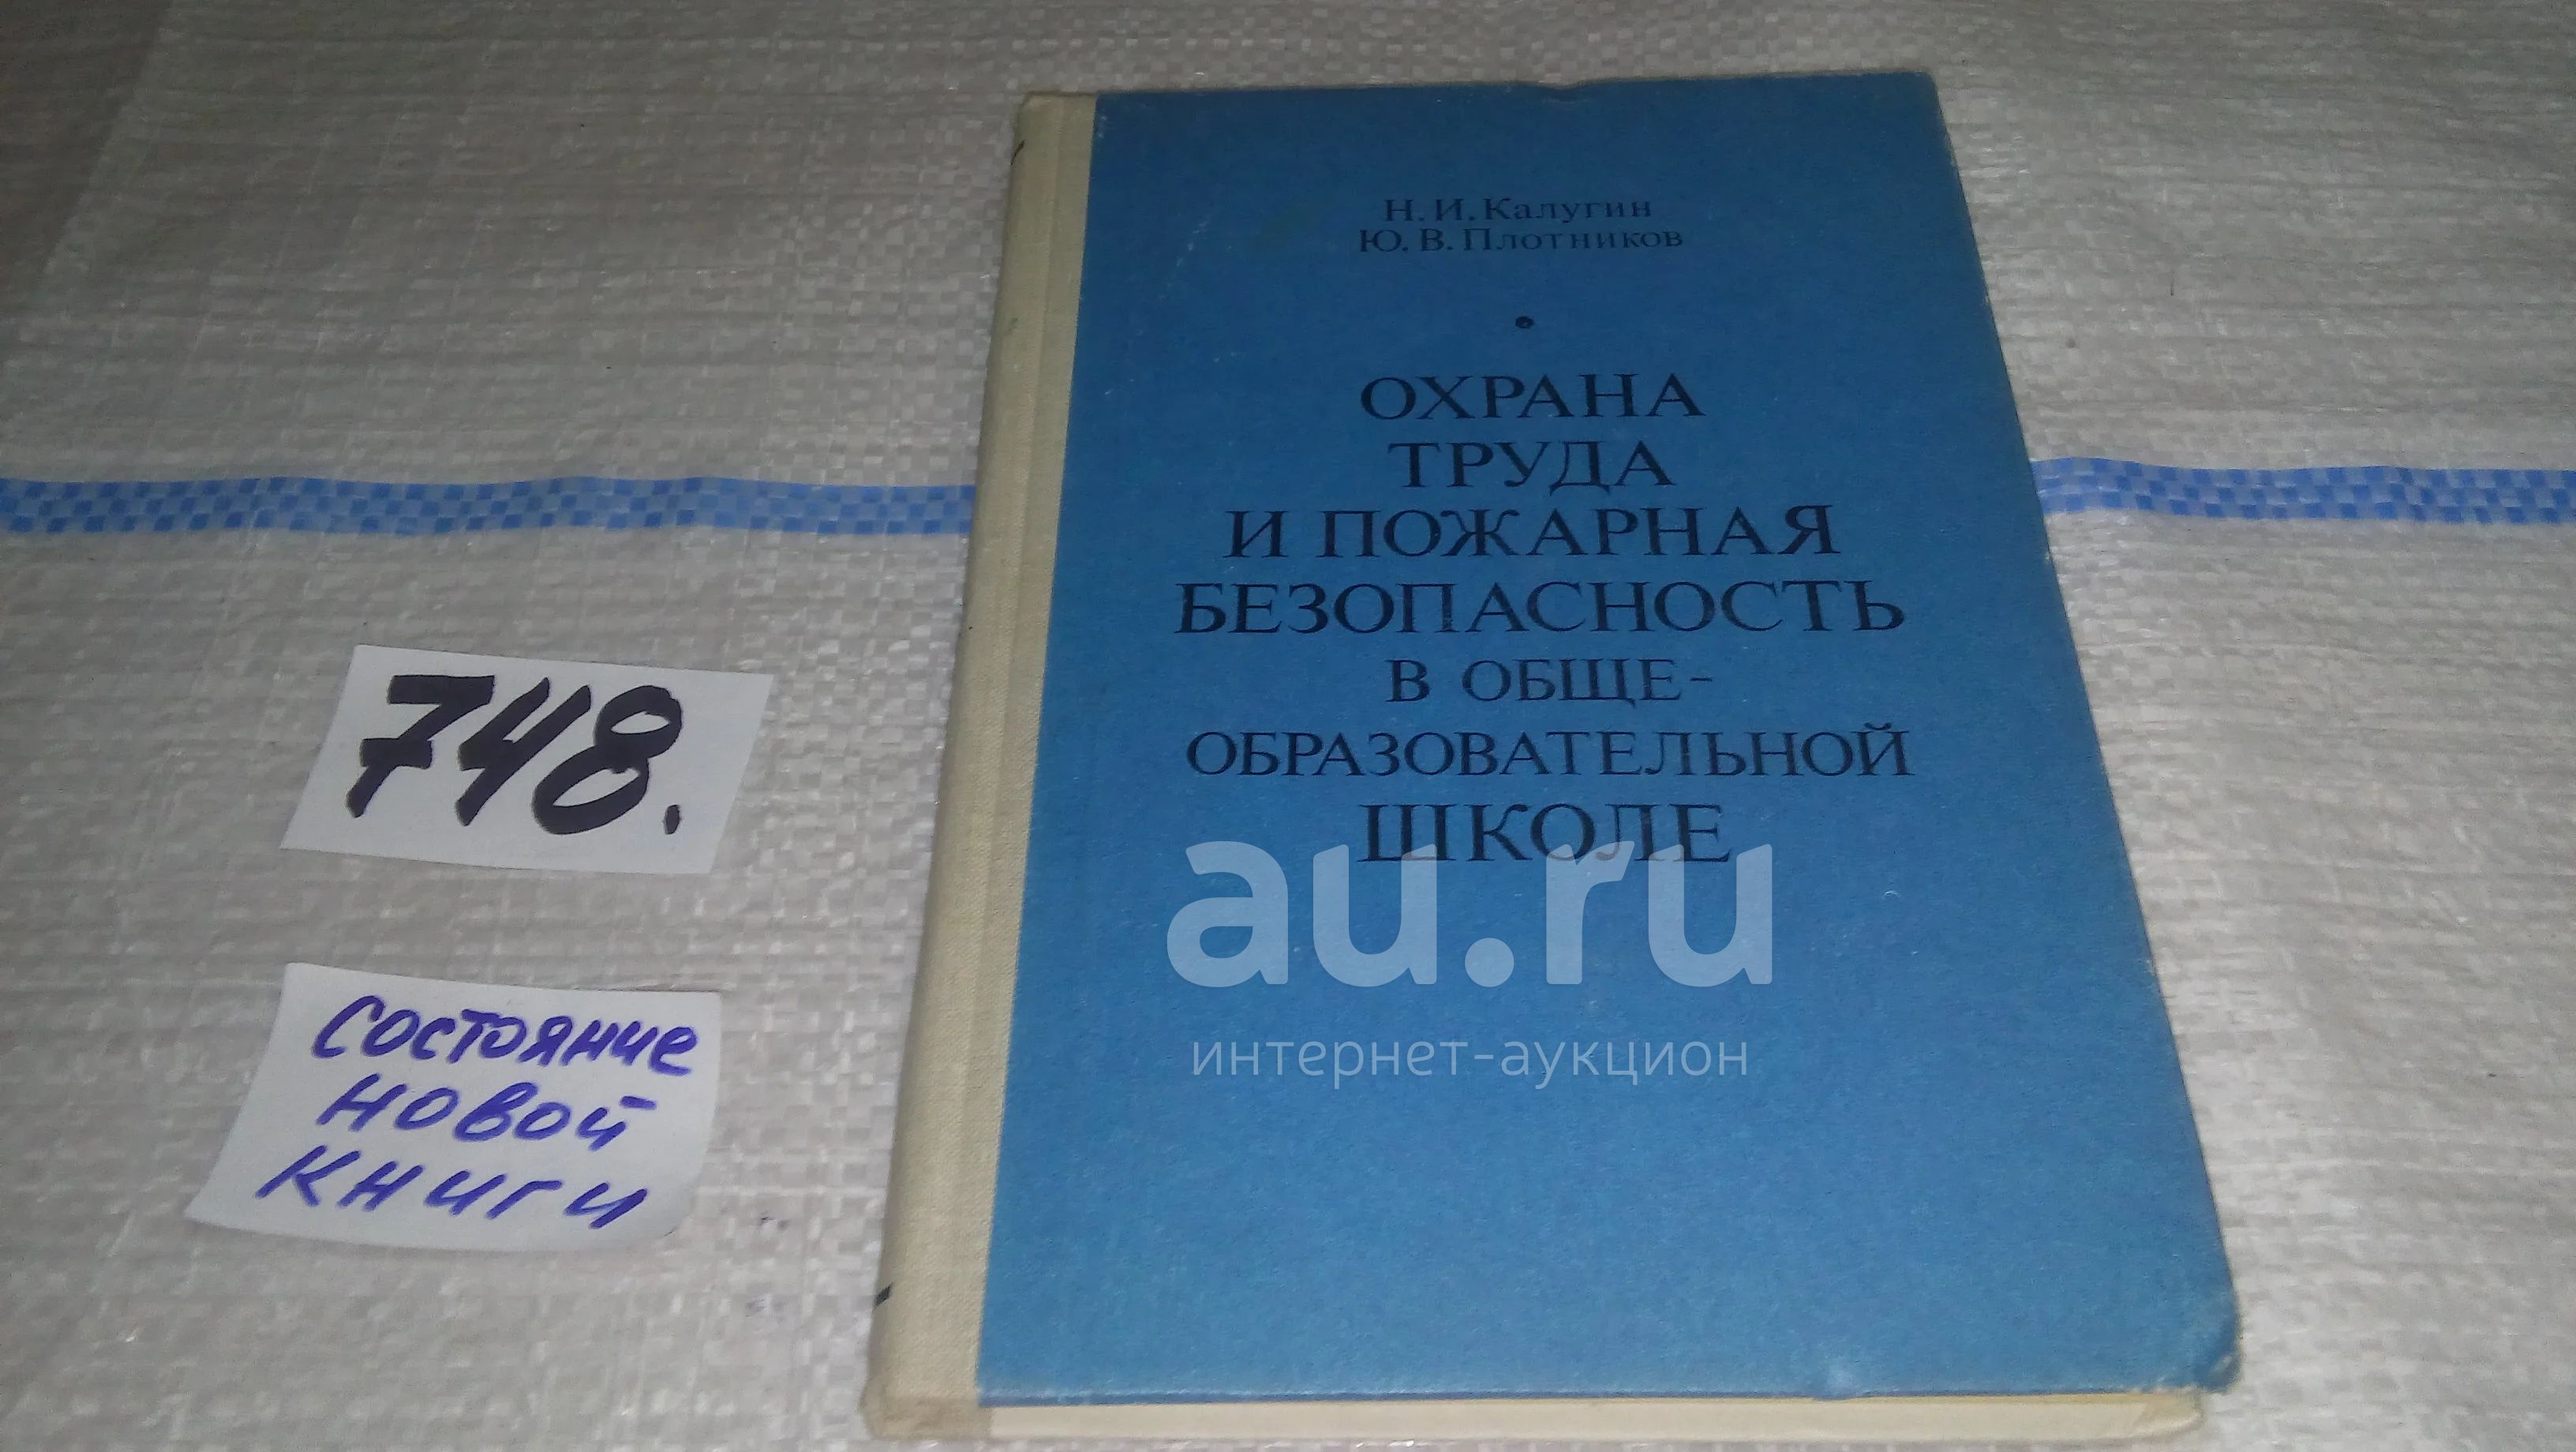 Н. И. Калугин
Ю. В. Плотников
ОХРАНА
ТРУДА
И ПОЖАРНАЯ
БЕЗОПАСНОСТЬ
В ОБЩЕ-
ОБРАЗОВАТЕЛЬНОЙ
ШКОЛЕ
748.
состояние
новой
книги
au.ru
интернет-аукцион